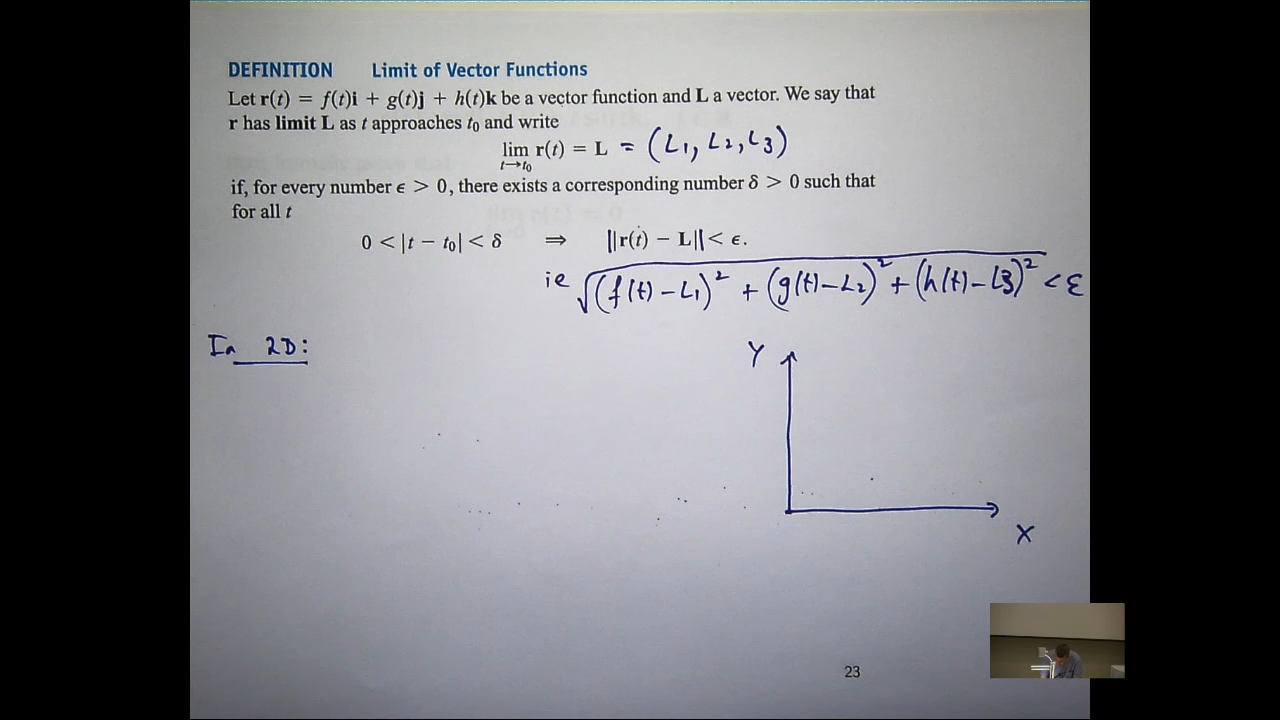 DEFINITION Limit of Vector Functions
Let r(t) = f(t)i + g(t)j + h(t)k be a vector function and L a vector. We say that
r has limit L as t approaches t₀ and write
lim r(t) = L = (L₁, L₂, L3)
t→t₀
if, for every number ϵ > 0, there exists a corresponding number δ > 0 such that
for all t
0 < |t − t₀| < δ ⇒ ||r(t) − L|| < ϵ.
ie √(f(t) − L₁)² + (g(t) − L₂)² + (h(t) − L3)² < ε
In 2D:
Y
X
23